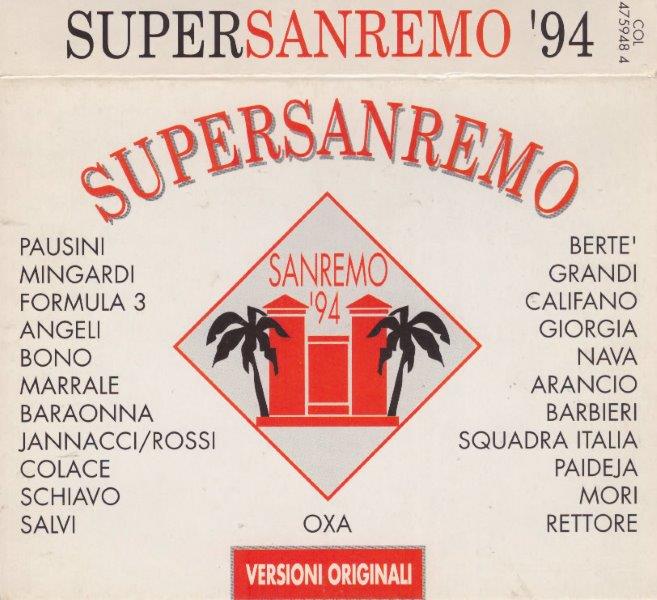 SUPERSANREMO '94
COL
475948 4
SUPERSANREMO
SANREMO
'94
PAUSINI
MINGARDI
FORMULA 3
ANGELI
BONO
MARRALE
BARAONNA
JANNACCI/ROSSI
COLACE
SCHIAVO
SALVI
OXA
BERTE'
GRANDI
CALIFANO
GIORGIA
NAVA
ARANCIO
BARBIERI
SQUADRA ITALIA
PAIDEJA
MORI
RETTORE
VERSIONI ORIGINALI